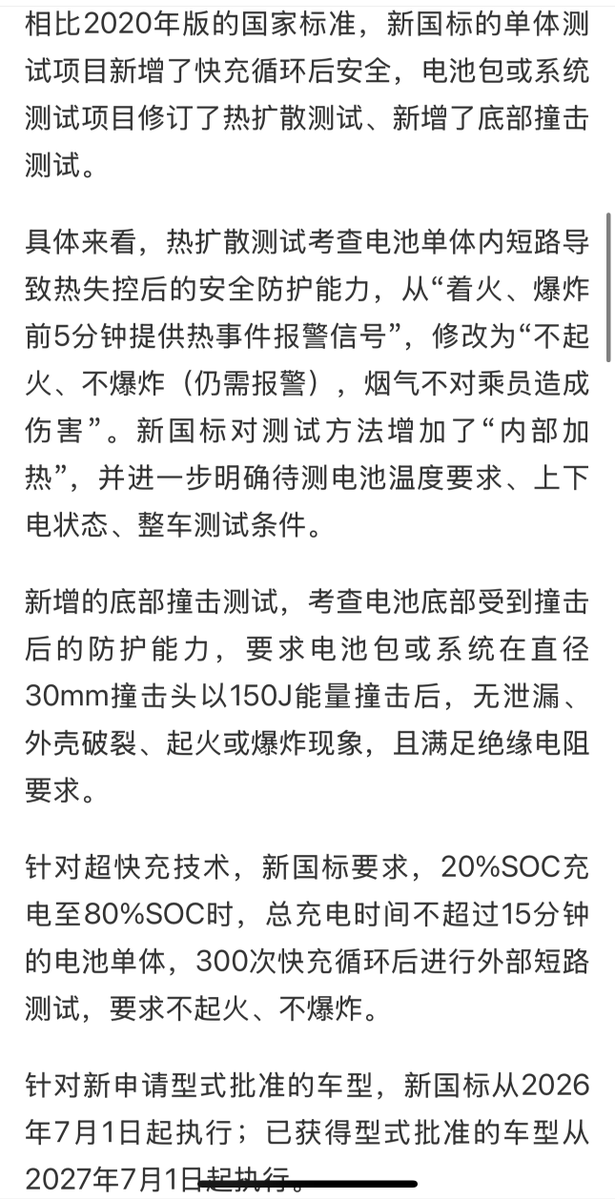 相比2020年版的国家标准，新国标的单体测
试项目新增了快充循环后安全，电池包或系统
测试项目修订了热扩散测试、新增了底部撞击
测试。
具体来看，热扩散测试考查电池单体内短路导
致热失控后的安全防护能力，从“着火、爆炸
前5分钟提供热事件报警信号”，修改为“不起
火、不爆炸（仍需报警），烟气不对乘员造成
伤害”。新国标对测试方法增加了“内部加
热”，并进一步明确待测电池温度要求、上下
电状态、整车测试条件。
新增的底部撞击测试，考查电池底部受到撞击
后的防护能力，要求电池包或系统在直径
30mm撞击头以150J能量撞击后，无泄漏、
外壳破裂、起火或爆炸现象，且满足绝缘电阻
要求。
针对超快充技术，新国标要求，20%SOC充
电至80%SOC时，总充电时间不超过15分钟
的电池单体，300次快充循环后进行外部短路
测试，要求不起火、不爆炸。
针对新申请型式批准的车型，新国标从2026
年7月1日起执行；已获得型式批准的车型从
2027年7月1日起执行。